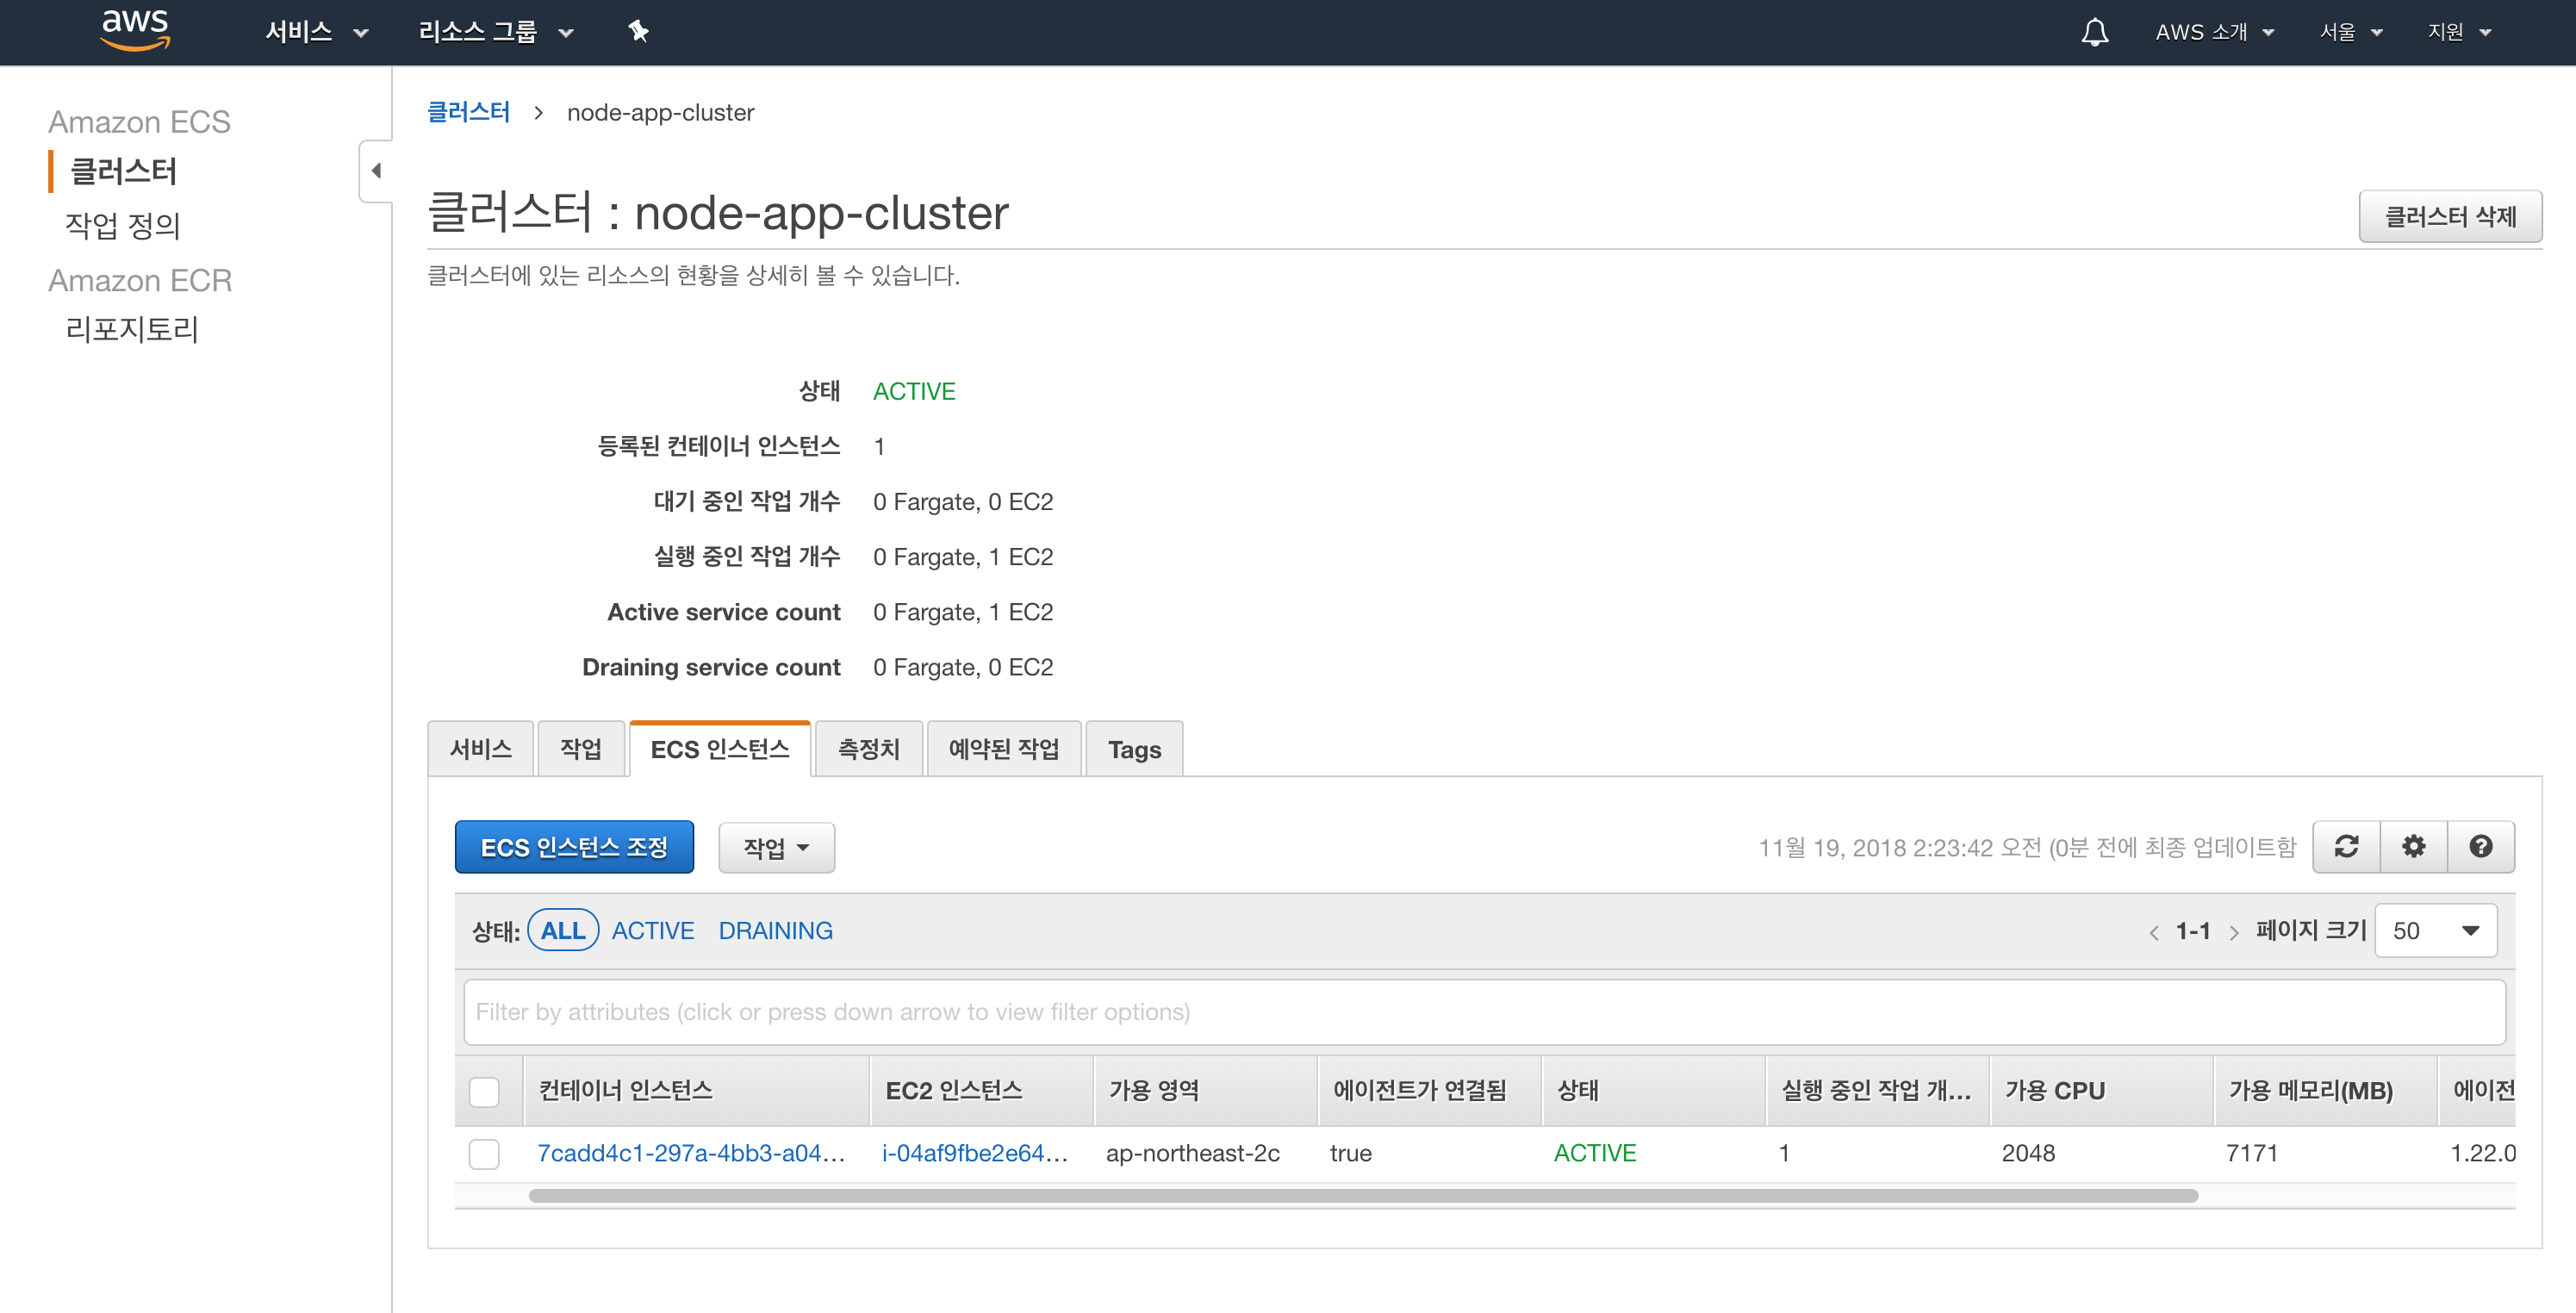 aws 서비스 리소스 그룹 AWS 소개 서울 지원
Amazon ECS
클러스터
작업 정의
Amazon ECR
리포지토리
클러스터 > node-app-cluster
클러스터 : node-app-cluster
클러스터 삭제
클러스터에 있는 리소스의 현황을 상세히 볼 수 있습니다.
상태 ACTIVE
등록된 컨테이너 인스턴스 1
대기 중인 작업 개수 0 Fargate, 0 EC2
실행 중인 작업 개수 0 Fargate, 1 EC2
Active service count 0 Fargate, 1 EC2
Draining service count 0 Fargate, 0 EC2
서비스 작업 ECS 인스턴스 측정치 예약된 작업 Tags
ECS 인스턴스 조정 작업 11월 19, 2018 2:23:42 오전 (0분 전에 최종 업데이트함
상태: ALL ACTIVE DRAINING < 1-1 > 페이지 크기 50
Filter by attributes (click or press down arrow to view filter options)
컨테이너 인스턴스 EC2 인스턴스 가용 영역 에이전트가 연결됨 상태 실행 중인 작업 개... 가용 CPU 가용 메모리(MB) 에이전
7cadd4c1-297a-4bb3-a04... i-04af9fbe2e64... ap-northeast-2c true ACTIVE 1 2048 7171 1.22.0